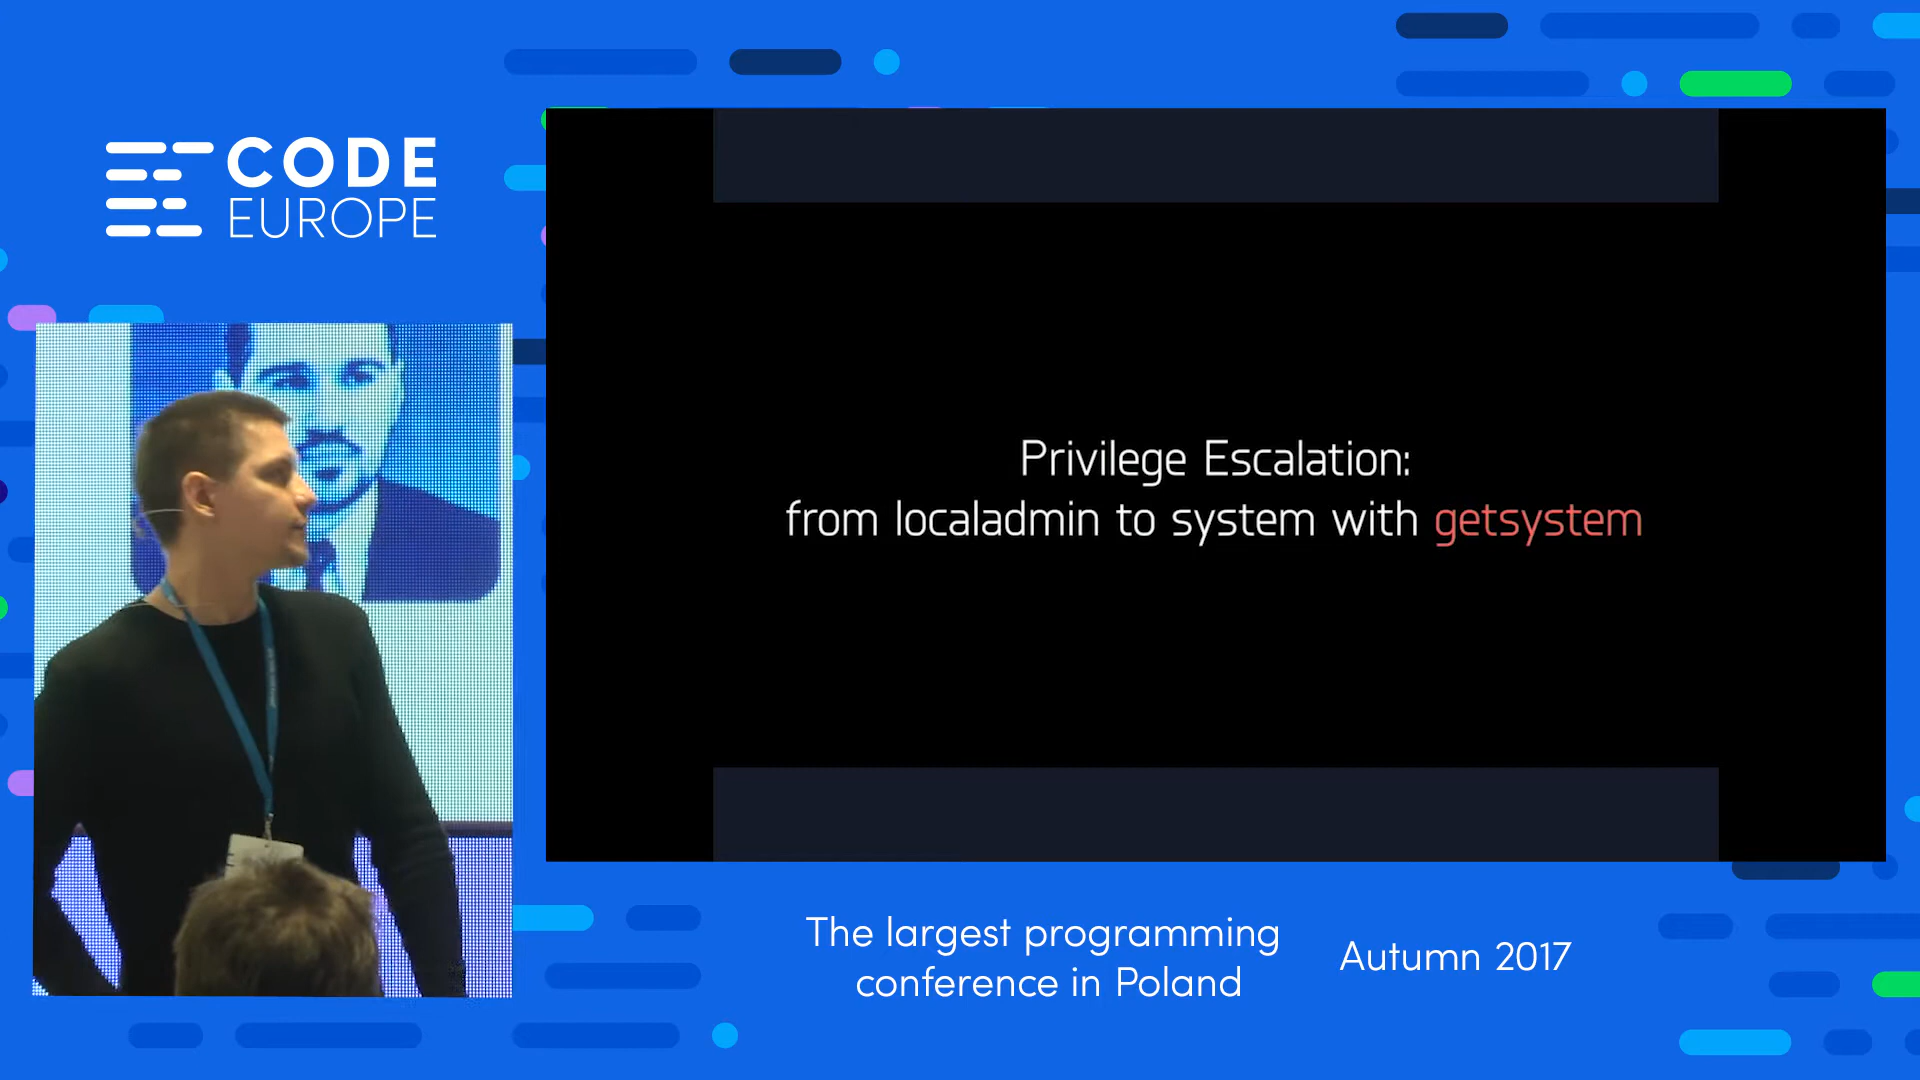 CODE
EUROPE
Privilege Escalation:
from localadmin to system with getsystem
The largest programming
conference in Poland
Autumn 2017